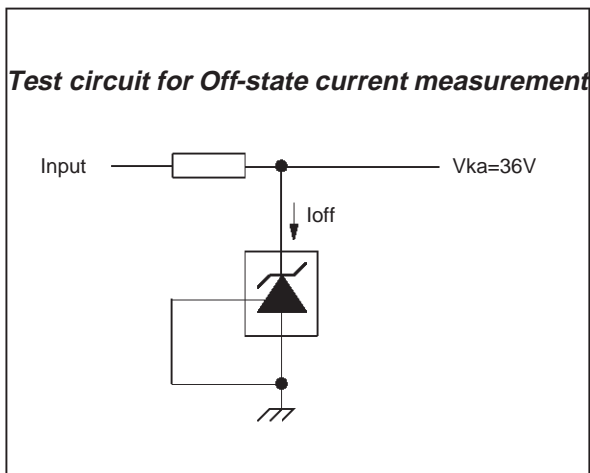 Test circuit for Off-state current measurement
Input
Vka=36V
Ioff